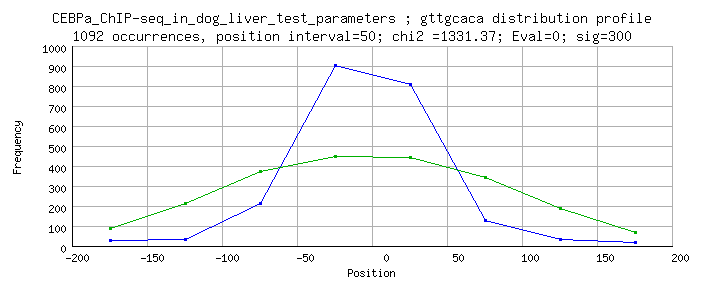 CEBPa_ChIP-seq_in_dog_liver_test_parameters ; gttgcaca distribution profile
1092 occurrences, position interval=50; chi2 =1331.37; Eval=0; sig=300
1000
900
800
700
600
500
400
300
200
100
0
Frequency
-200 -150 -100 -50 0 50 100 150 200
Position